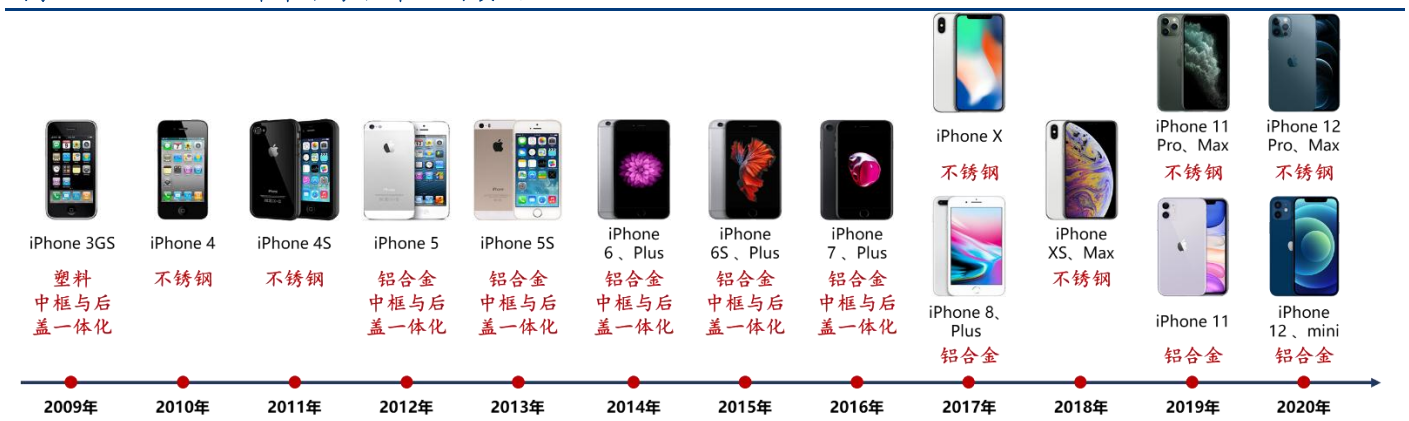 iPhone 3GS
塑料
中框与后
盖一体化
2009年
iPhone 4
不锈钢
2010年
iPhone 4S
不锈钢
2011年
iPhone 5
铝合金
中框与后
盖一体化
2012年
iPhone 5S
铝合金
中框与后
盖一体化
2013年
iPhone
6 、Plus
铝合金
中框与后
盖一体化
2014年
iPhone
6S 、Plus
铝合金
中框与后
盖一体化
2015年
iPhone
7 、Plus
铝合金
中框与后
盖一体化
2016年
iPhone X
不锈钢
iPhone 8、
Plus
铝合金
2017年
iPhone
XS、Max
不锈钢
2018年
iPhone 11
Pro、Max
不锈钢
iPhone 11
铝合金
2019年
iPhone 12
Pro、Max
不锈钢
iPhone
12 、mini
铝合金
2020年